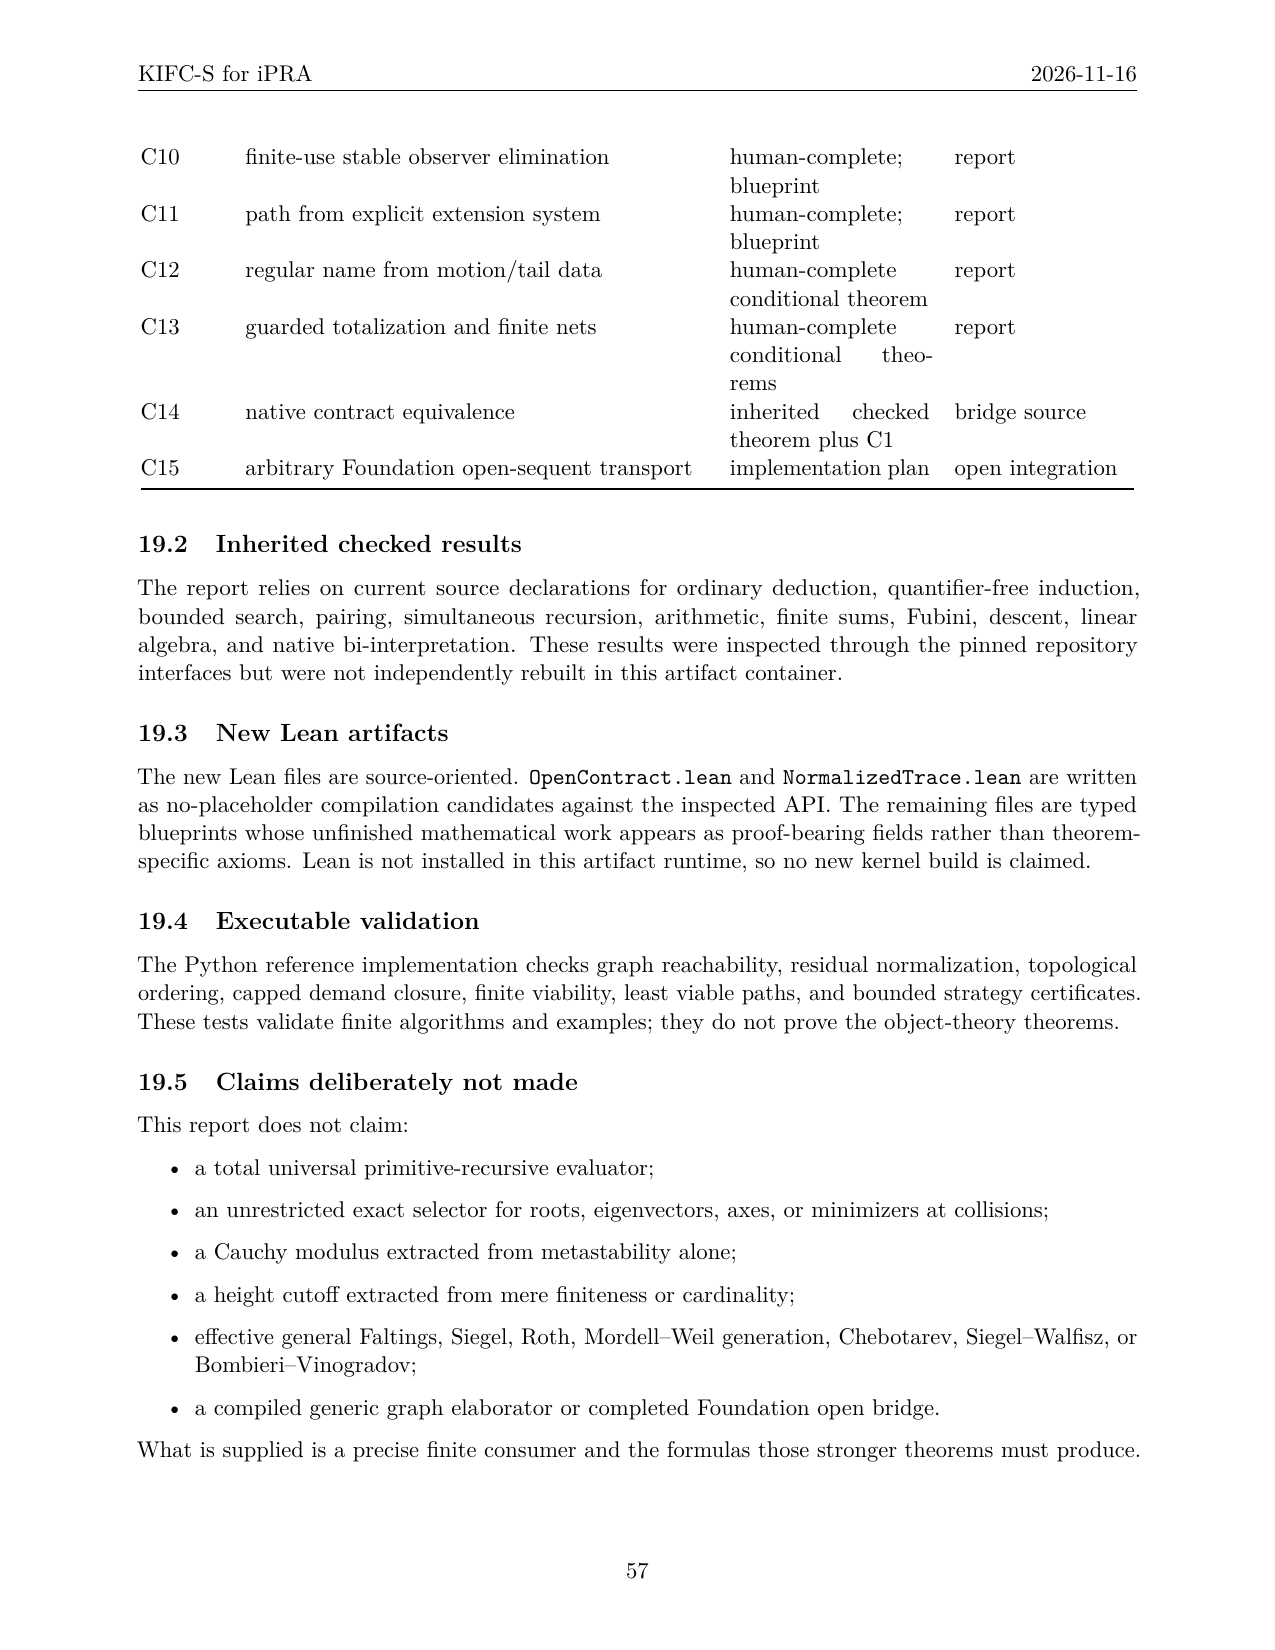 KIFC-S for iPRA 2026-11-16
C10 finite-use stable observer elimination human-complete; report
blueprint
C11 path from explicit extension system human-complete; report
blueprint
C12 regular name from motion/tail data human-complete report
conditional theorem
C13 guarded totalization and finite nets human-complete report
conditional theo-
rems
C14 native contract equivalence inherited checked bridge source
theorem plus C1
C15 arbitrary Foundation open-sequent transport implementation plan open integration
19.2 Inherited checked results
The report relies on current source declarations for ordinary deduction, quantifier-free induction,
bounded search, pairing, simultaneous recursion, arithmetic, finite sums, Fubini, descent, linear
algebra, and native bi-interpretation. These results were inspected through the pinned repository
interfaces but were not independently rebuilt in this artifact container.
19.3 New Lean artifacts
The new Lean files are source-oriented. OpenContract.lean and NormalizedTrace.lean are written
as no-placeholder compilation candidates against the inspected API. The remaining files are typed
blueprints whose unfinished mathematical work appears as proof-bearing fields rather than theorem-
specific axioms. Lean is not installed in this artifact runtime, so no new kernel build is claimed.
19.4 Executable validation
The Python reference implementation checks graph reachability, residual normalization, topological
ordering, capped demand closure, finite viability, least viable paths, and bounded strategy certificates.
These tests validate finite algorithms and examples; they do not prove the object-theory theorems.
19.5 Claims deliberately not made
This report does not claim:
• a total universal primitive-recursive evaluator;
• an unrestricted exact selector for roots, eigenvectors, axes, or minimizers at collisions;
• a Cauchy modulus extracted from metastability alone;
• a height cutoff extracted from mere finiteness or cardinality;
• effective general Faltings, Siegel, Roth, Mordell–Weil generation, Chebotarev, Siegel–Walfisz, or
Bombieri–Vinogradov;
• a compiled generic graph elaborator or completed Foundation open bridge.
What is supplied is a precise finite consumer and the formulas those stronger theorems must produce.
57